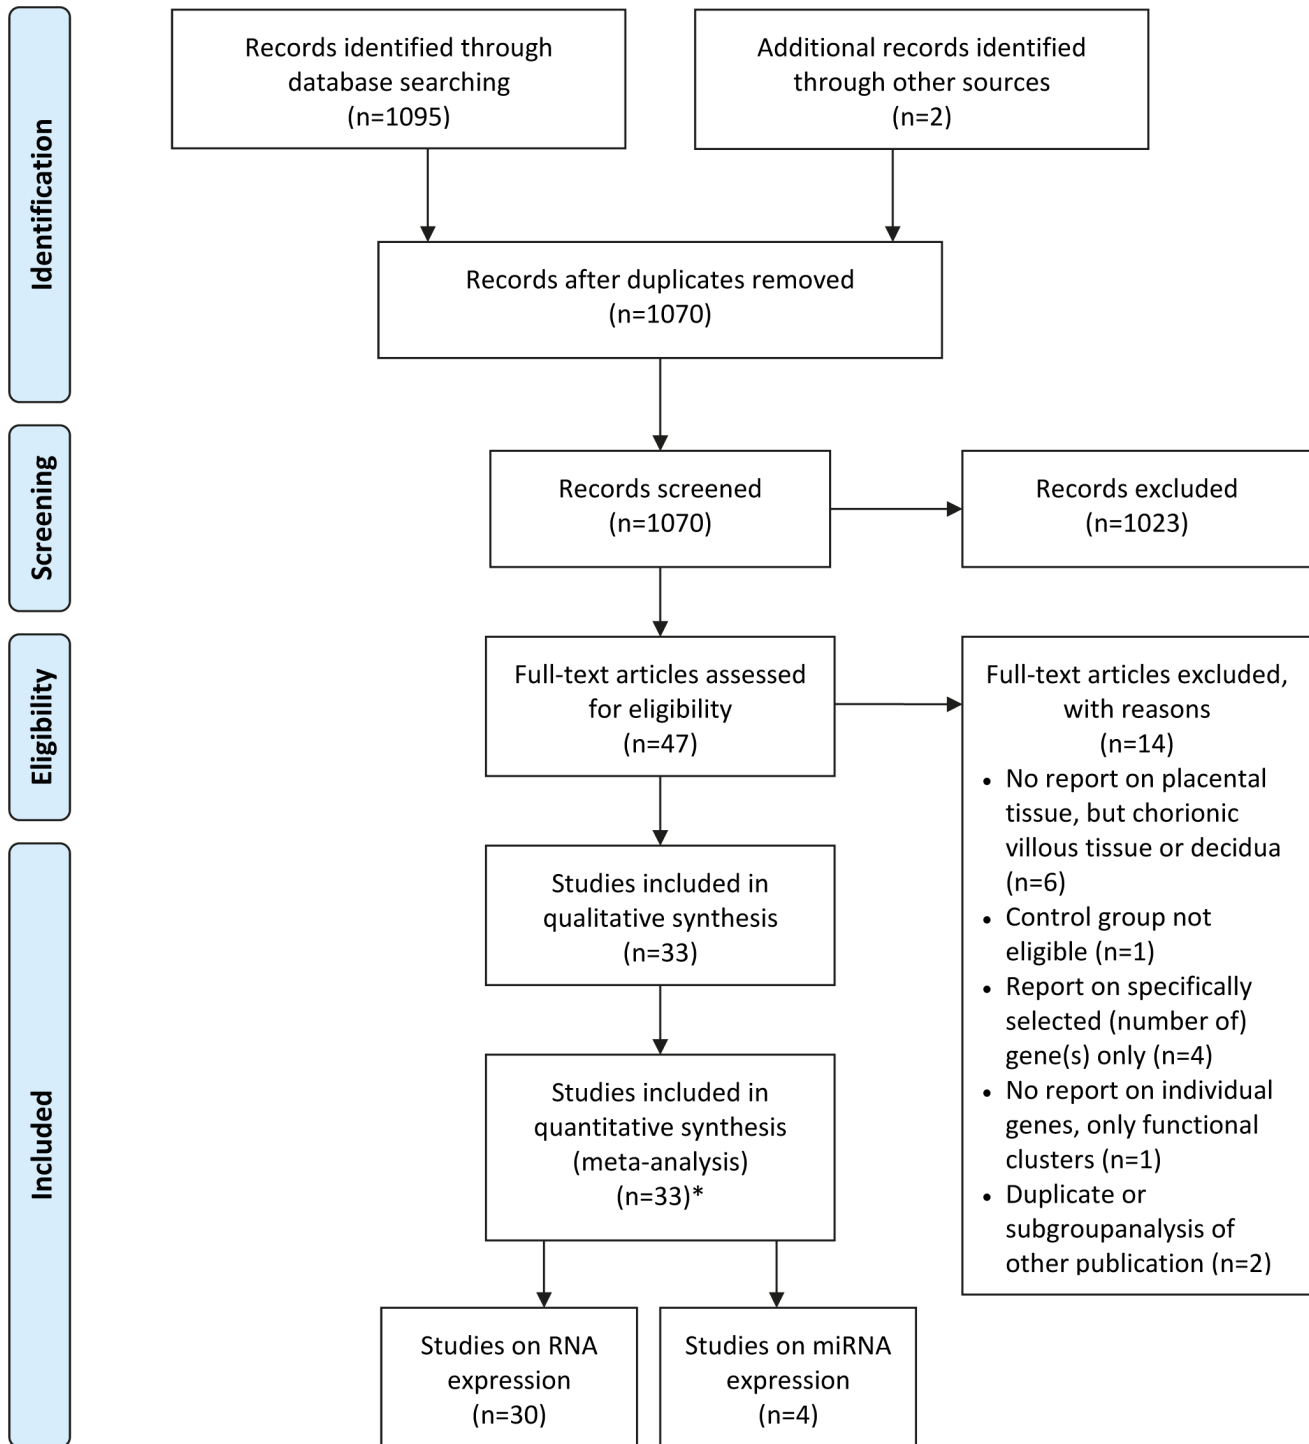 Identification
Records identified through
database searching
(n=1095)
Additional records identified
through other sources
(n=2)
Records after duplicates removed
(n=1070)
Screening
Records screened
(n=1070)
Records excluded
(n=1023)
Eligibility
Full-text articles assessed
for eligibility
(n=47)
Full-text articles excluded,
with reasons
(n=14)
• No report on placental
tissue, but chorionic
villous tissue or decidua
(n=6)
• Control group not
eligible (n=1)
• Report on specifically
selected (number of)
gene(s) only (n=4)
• No report on individual
genes, only functional
clusters (n=1)
• Duplicate or
subgroupanalysis of
other publication (n=2)
Included
Studies included in
qualitative synthesis
(n=33)
Studies included in
quantitative synthesis
(meta-analysis)
(n=33)*
Studies on RNA
expression
(n=30)
Studies on miRNA
expression
(n=4)